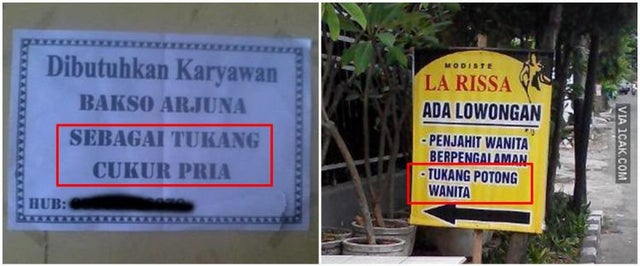 Dibutuhkan Karyawan
BAKSO ARJUNA
SEBAGAI TUKANG
CUKUR PRIA
HUB:
MODISTE
LA RISSA
ADA LOWONGAN
- PENJAHIT WANITA
BERPENGALAMAN
- TUKANG POTONG
WANITA
VIA 1CAK.COM